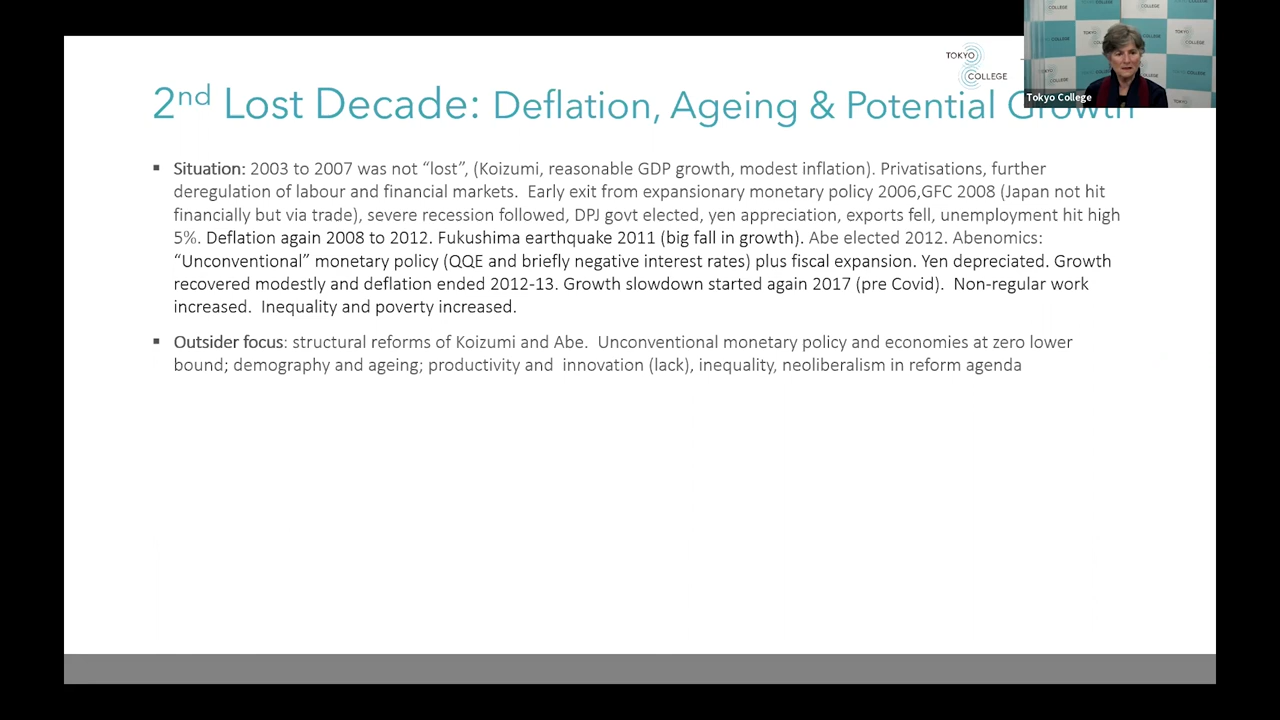 TOKYO
COLLEGE
Tokyo College
2nd Lost Decade: Deflation, Ageing & Potential Growth
▪ Situation: 2003 to 2007 was not “lost”, (Koizumi, reasonable GDP growth, modest inflation). Privatisations, further
deregulation of labour and financial markets.  Early exit from expansionary monetary policy 2006,GFC 2008 (Japan not hit
financially but via trade), severe recession followed, DPJ govt elected, yen appreciation, exports fell, unemployment hit high
5%. Deflation again 2008 to 2012. Fukushima earthquake 2011 (big fall in growth). Abe elected 2012. Abenomics:
“Unconventional” monetary policy (QQE and briefly negative interest rates) plus fiscal expansion. Yen depreciated. Growth
recovered modestly and deflation ended 2012-13. Growth slowdown started again 2017 (pre Covid).  Non-regular work
increased.  Inequality and poverty increased.
▪ Outsider focus: structural reforms of Koizumi and Abe.  Unconventional monetary policy and economies at zero lower
bound; demography and ageing; productivity and  innovation (lack), inequality, neoliberalism in reform agenda